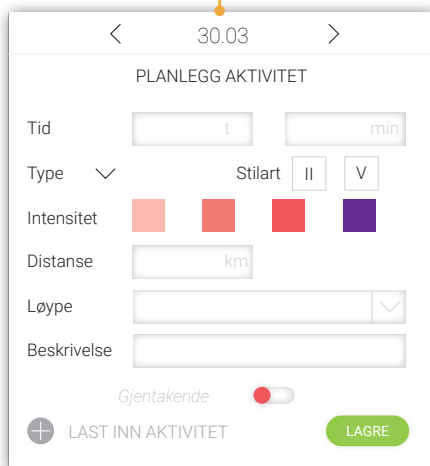 30.03
PLANLEGG AKTIVITET
Tid t min
Type Stilart II V
Intensitet
Distanse km
Løype
Beskrivelse
Gjentakende
LAST INN AKTIVITET LAGRE